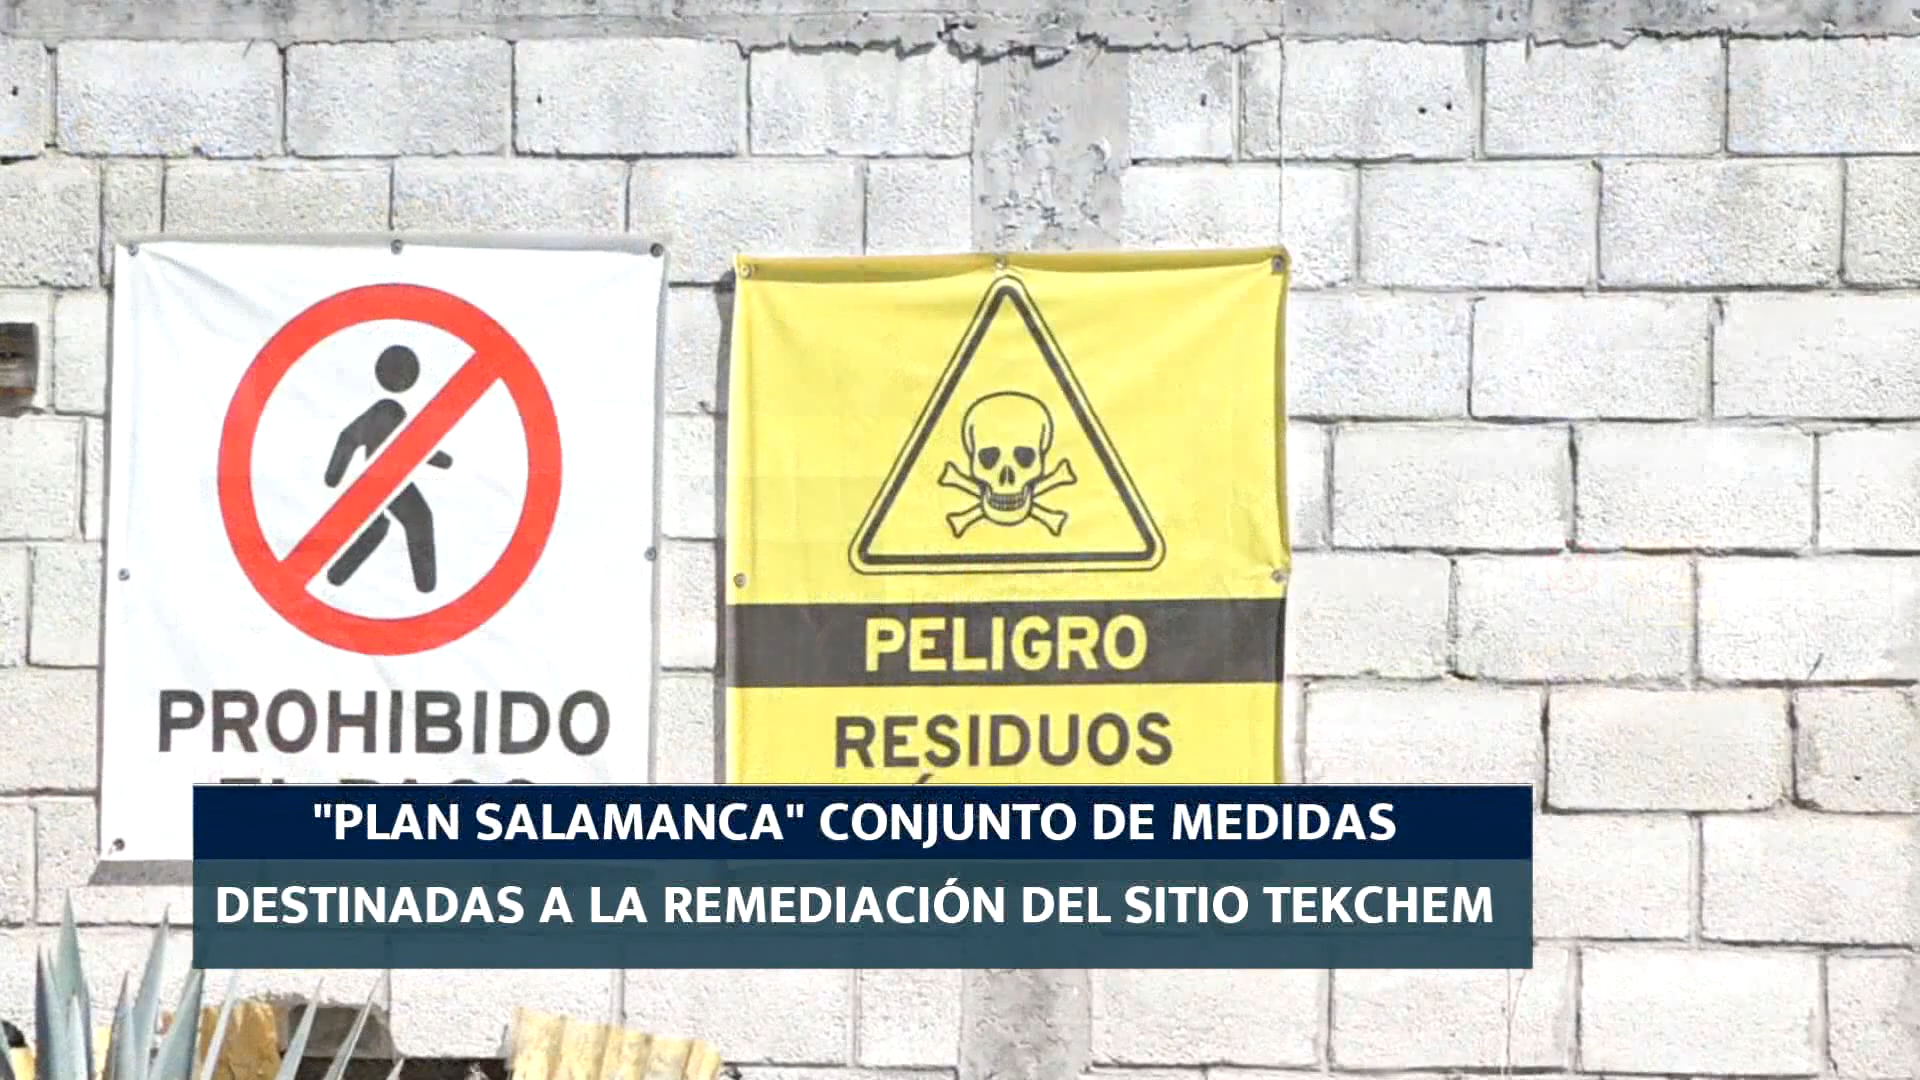 PROHIBIDO
PELIGRO
RESIDUOS
"PLAN SALAMANCA" CONJUNTO DE MEDIDAS
DESTINADAS A LA REMEDIACIÓN DEL SITIO TEKCHEM